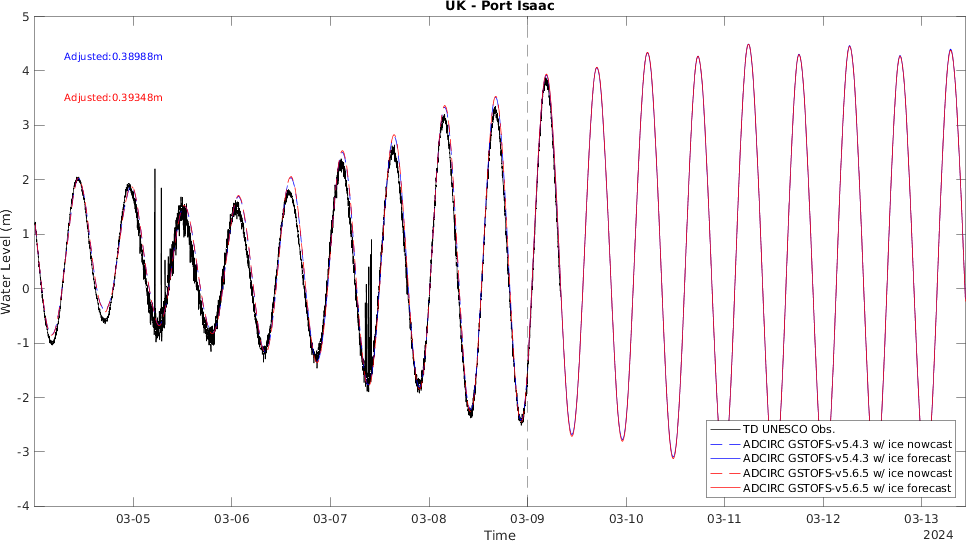 UK - Port Isaac
Adjusted:0.38988m
Adjusted:0.39348m
Water Level (m)
5
4
3
2
1
0
-1
-2
-3
-4
TD UNESCO Obs.
ADCIRC GSTOFS-v5.4.3 w/ ice nowcast
ADCIRC GSTOFS-v5.4.3 w/ ice forecast
ADCIRC GSTOFS-v5.6.5 w/ ice nowcast
ADCIRC GSTOFS-v5.6.5 w/ ice forecast
03-05 03-06 03-07 03-08 03-09 03-10 03-11 03-12 03-13
Time
2024